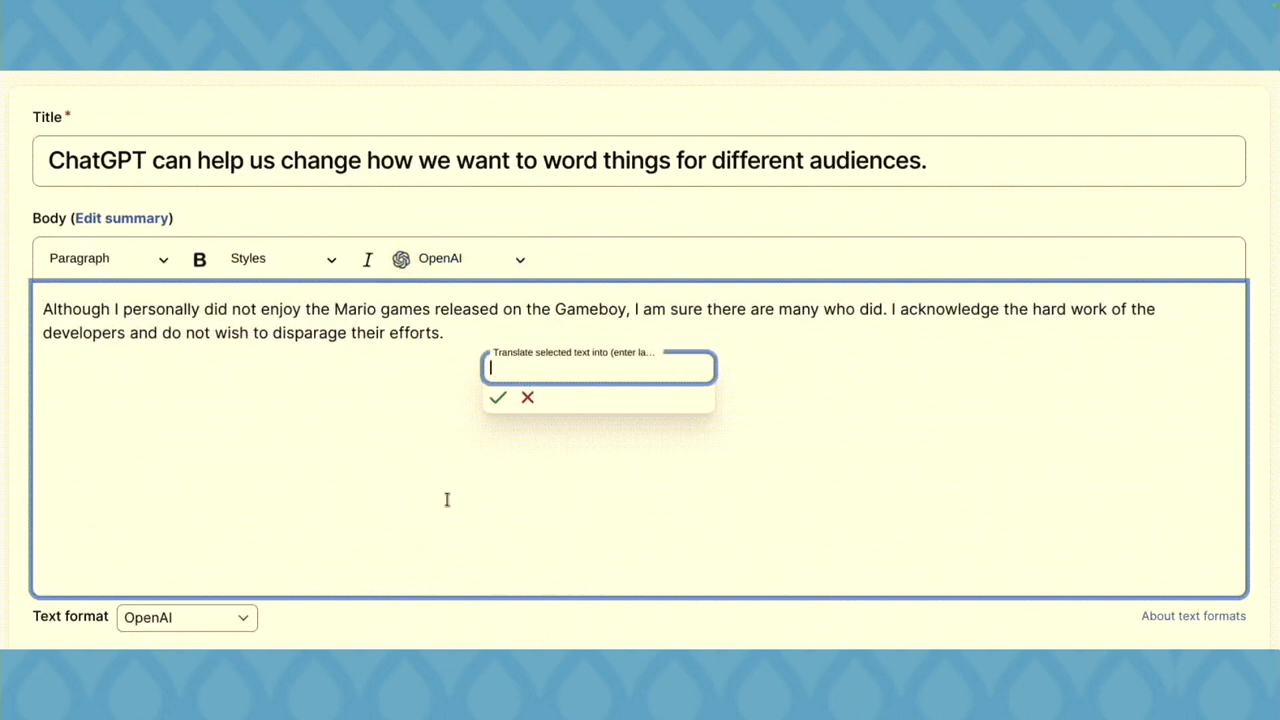 Title*
ChatGPT can help us change how we want to word things for different audiences.
Body (Edit summary)
Paragraph B Styles I OpenAI
Although I personally did not enjoy the Mario games released on the Gameboy, I am sure there are many who did. I acknowledge the hard work of the
developers and do not wish to disparage their efforts.
Translate selected text into (enter la...
Text format OpenAI About text formats